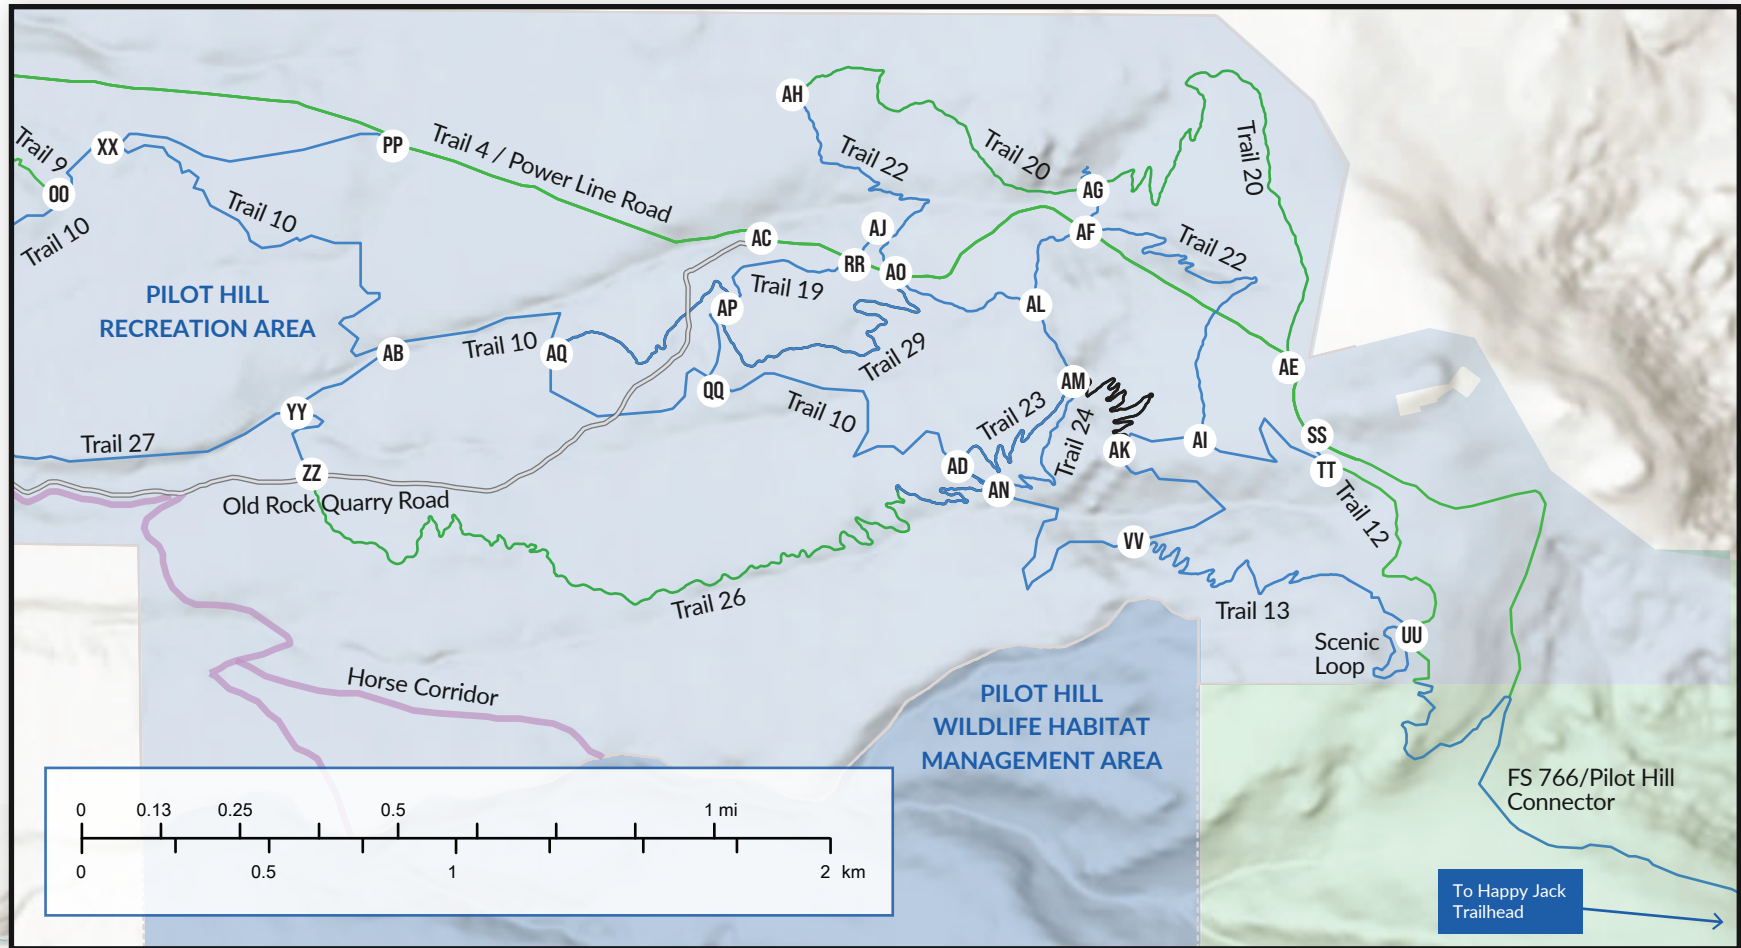 AH
Trail 9
XX
PP
Trail 4 / Power Line Road
Trail 22
Trail 20
Trail 20
OO
AG
Trail 10
Trail 10
AJ
AF
AC
Trail 22
RR
AO
Trail 19
PILOT HILL
RECREATION AREA
AP
AL
AB
Trail 10
AQ
Trail 29
AE
QQ
AM
Trail 10
Trail 23
Trail 24
YY
Trail 27
AK
AI
SS
TT
ZZ
AD
AN
Old Rock Quarry Road
Trail 12
VV
Trail 26
Trail 13
UU
Scenic
Loop
Horse Corridor
PILOT HILL
WILDLIFE HABITAT
MANAGEMENT AREA
FS 766/Pilot Hill
Connector
0 0.13 0.25 0.5 1 mi
0 0.5 1 2 km
To Happy Jack
Trailhead